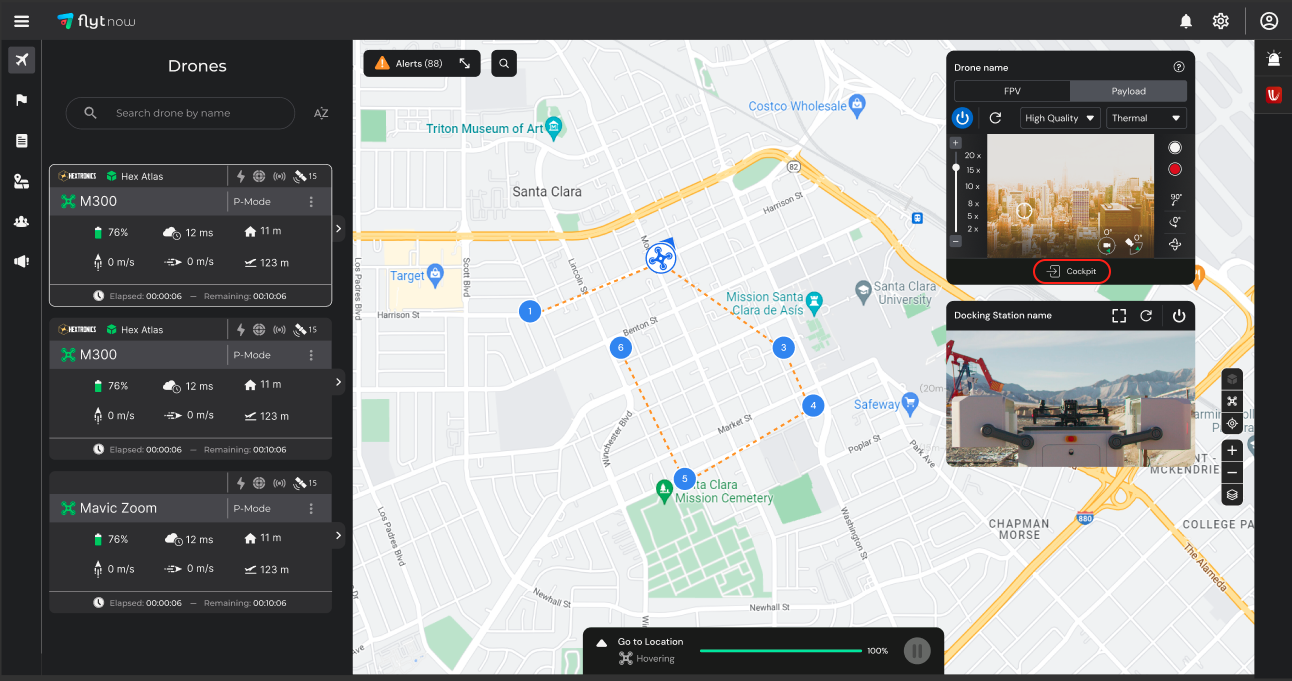 flytnow
Drones
Search drone by name
AZ
HEXTRONICS
Hex Atlas
15
M300
P-Mode
76%
12 ms
11 m
0 m/s
0 m/s
123 m
Elapsed: 00:00:06 — Remaining: 00:10:06
HEXTRONICS
Hex Atlas
15
M300
P-Mode
76%
12 ms
11 m
0 m/s
0 m/s
123 m
Elapsed: 00:00:06 — Remaining: 00:10:06
15
Mavic Zoom
P-Mode
76%
12 ms
11 m
0 m/s
0 m/s
123 m
Elapsed: 00:00:06 — Remaining: 00:10:06
Alerts (88)
Costco Wholesale
Triton Museum of Art
82
Santa Clara
Harrison St
Lincoln St
Scott Blvd
Los Padres Blvd
Target
Harrison St
Mission Santa
Clara de Asís
Santa Clara
University
Benton St
1
6
3
4
5
Market St
Winchester Blvd
Safeway
(20m
Poplar St
Park Ave
nta Clara
Mission Cemetery
Washington St
Los Padres Blvd
CHAPMAN
MORSE
880
NT -
MCKENDRIE
COLLEGE PA
The Alameda
Newhall St
Newhall St
Drone name
FPV
Payload
High Quality
Thermal
20 x
15 x
10 x
8 x
5 x
2 x
90°
0°
0°
Cockpit
Docking Station name
Go to Location
Hovering
100%